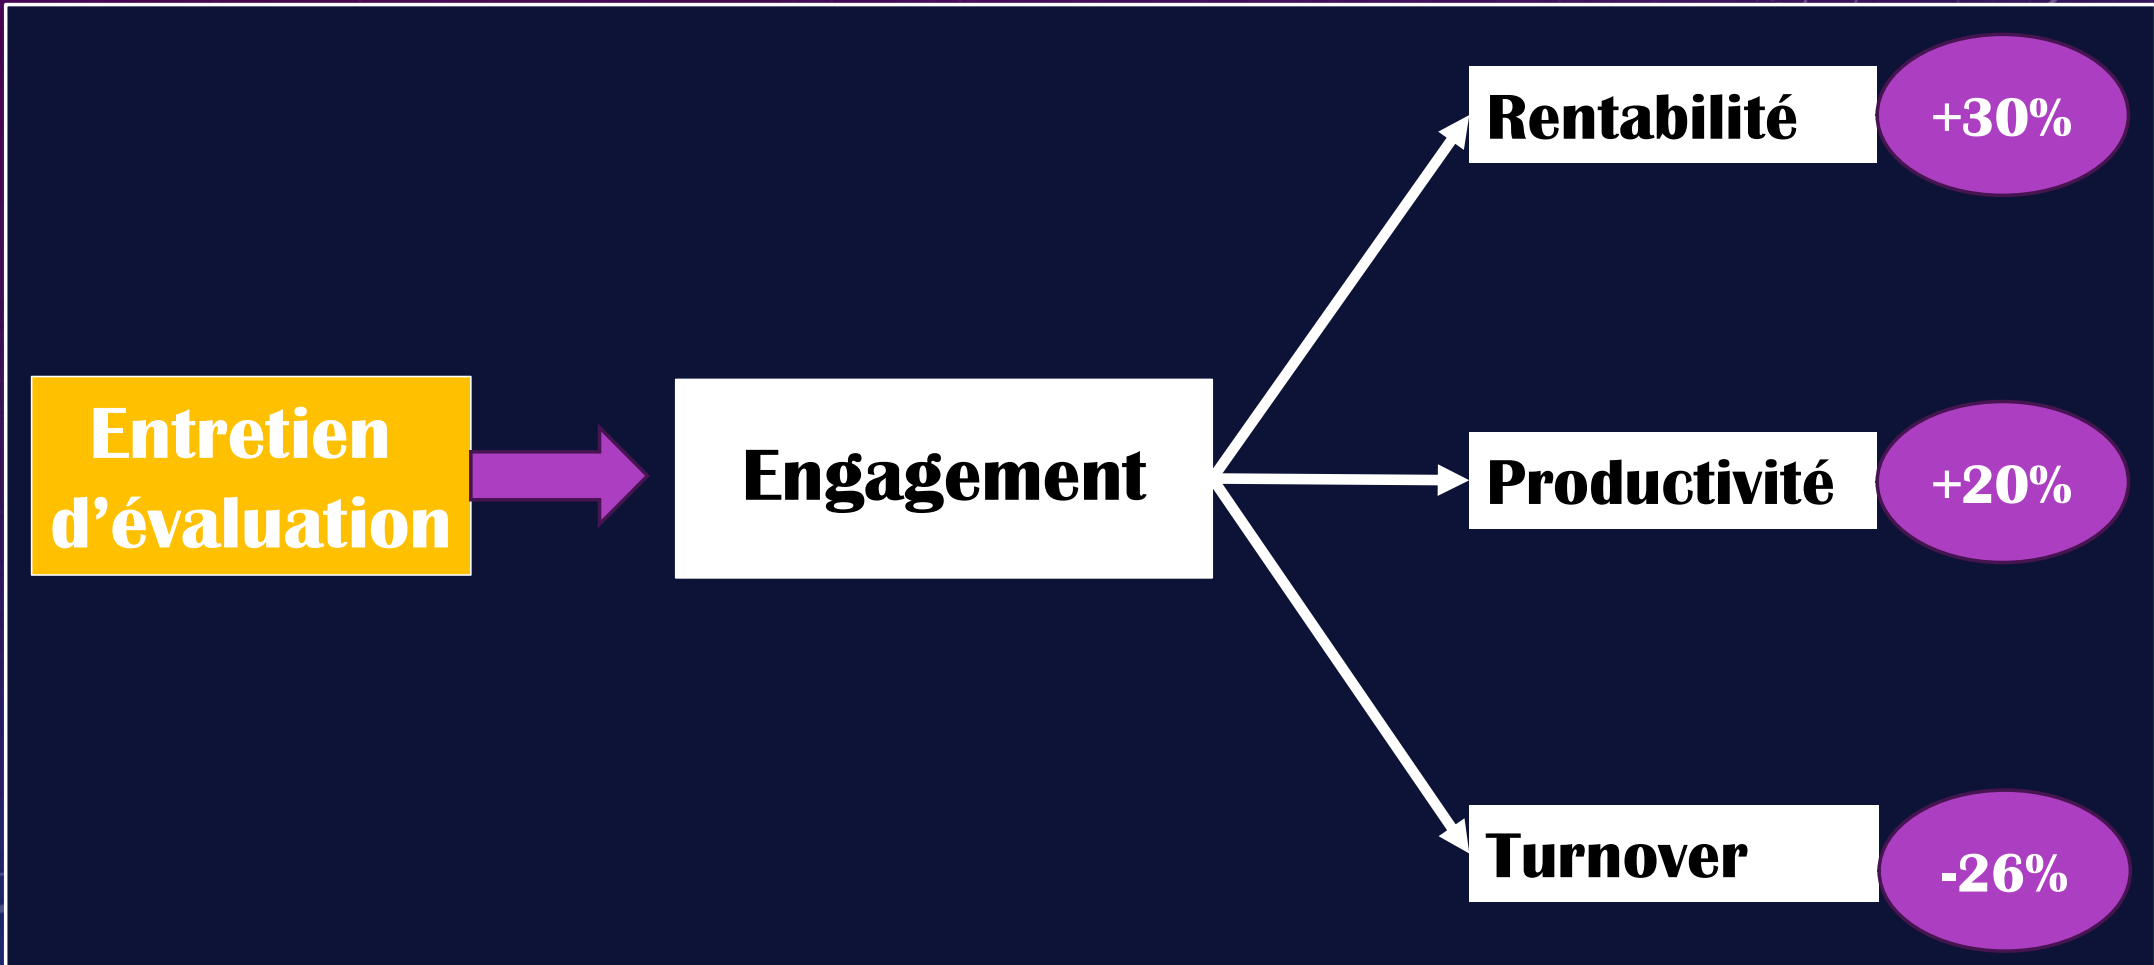 Entretien
d’évaluation
Engagement
Rentabilité
+30%
Productivité
+20%
Turnover
-26%